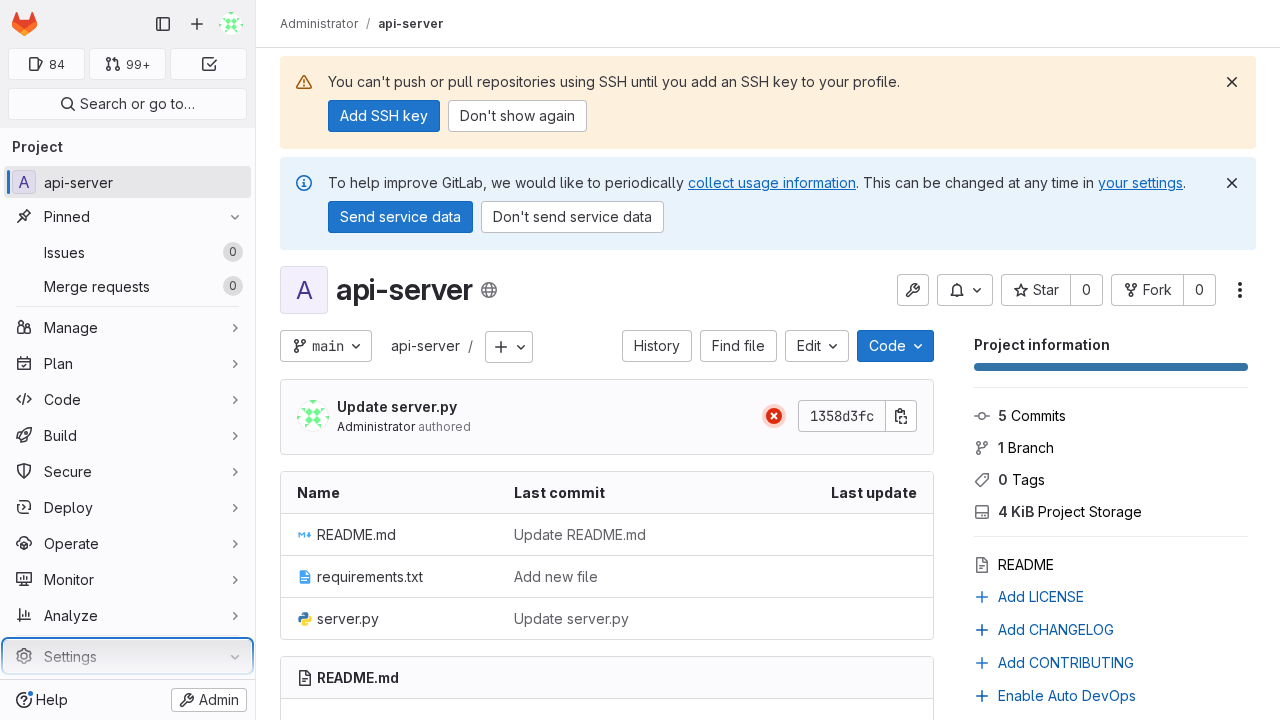 Administrator / api-server
84 99+
Search or go to…
Project
A api-server
Pinned
Issues 0
Merge requests 0
Manage
Plan
Code
Build
Secure
Deploy
Operate
Monitor
Analyze
Settings
Help Admin
You can't push or pull repositories using SSH until you add an SSH key to your profile.
Add SSH key Don't show again
To help improve GitLab, we would like to periodically collect usage information. This can be changed at any time in your settings.
Send service data Don't send service data
A api-server
Star 0 Fork 0
main api-server / History Find file Edit Code
Update server.py
Administrator authored
1358d3fc
Name Last commit Last update
README.md Update README.md
requirements.txt Add new file
server.py Update server.py
README.md
Project information
5 Commits
1 Branch
0 Tags
4 KiB Project Storage
README
Add LICENSE
Add CHANGELOG
Add CONTRIBUTING
Enable Auto DevOps